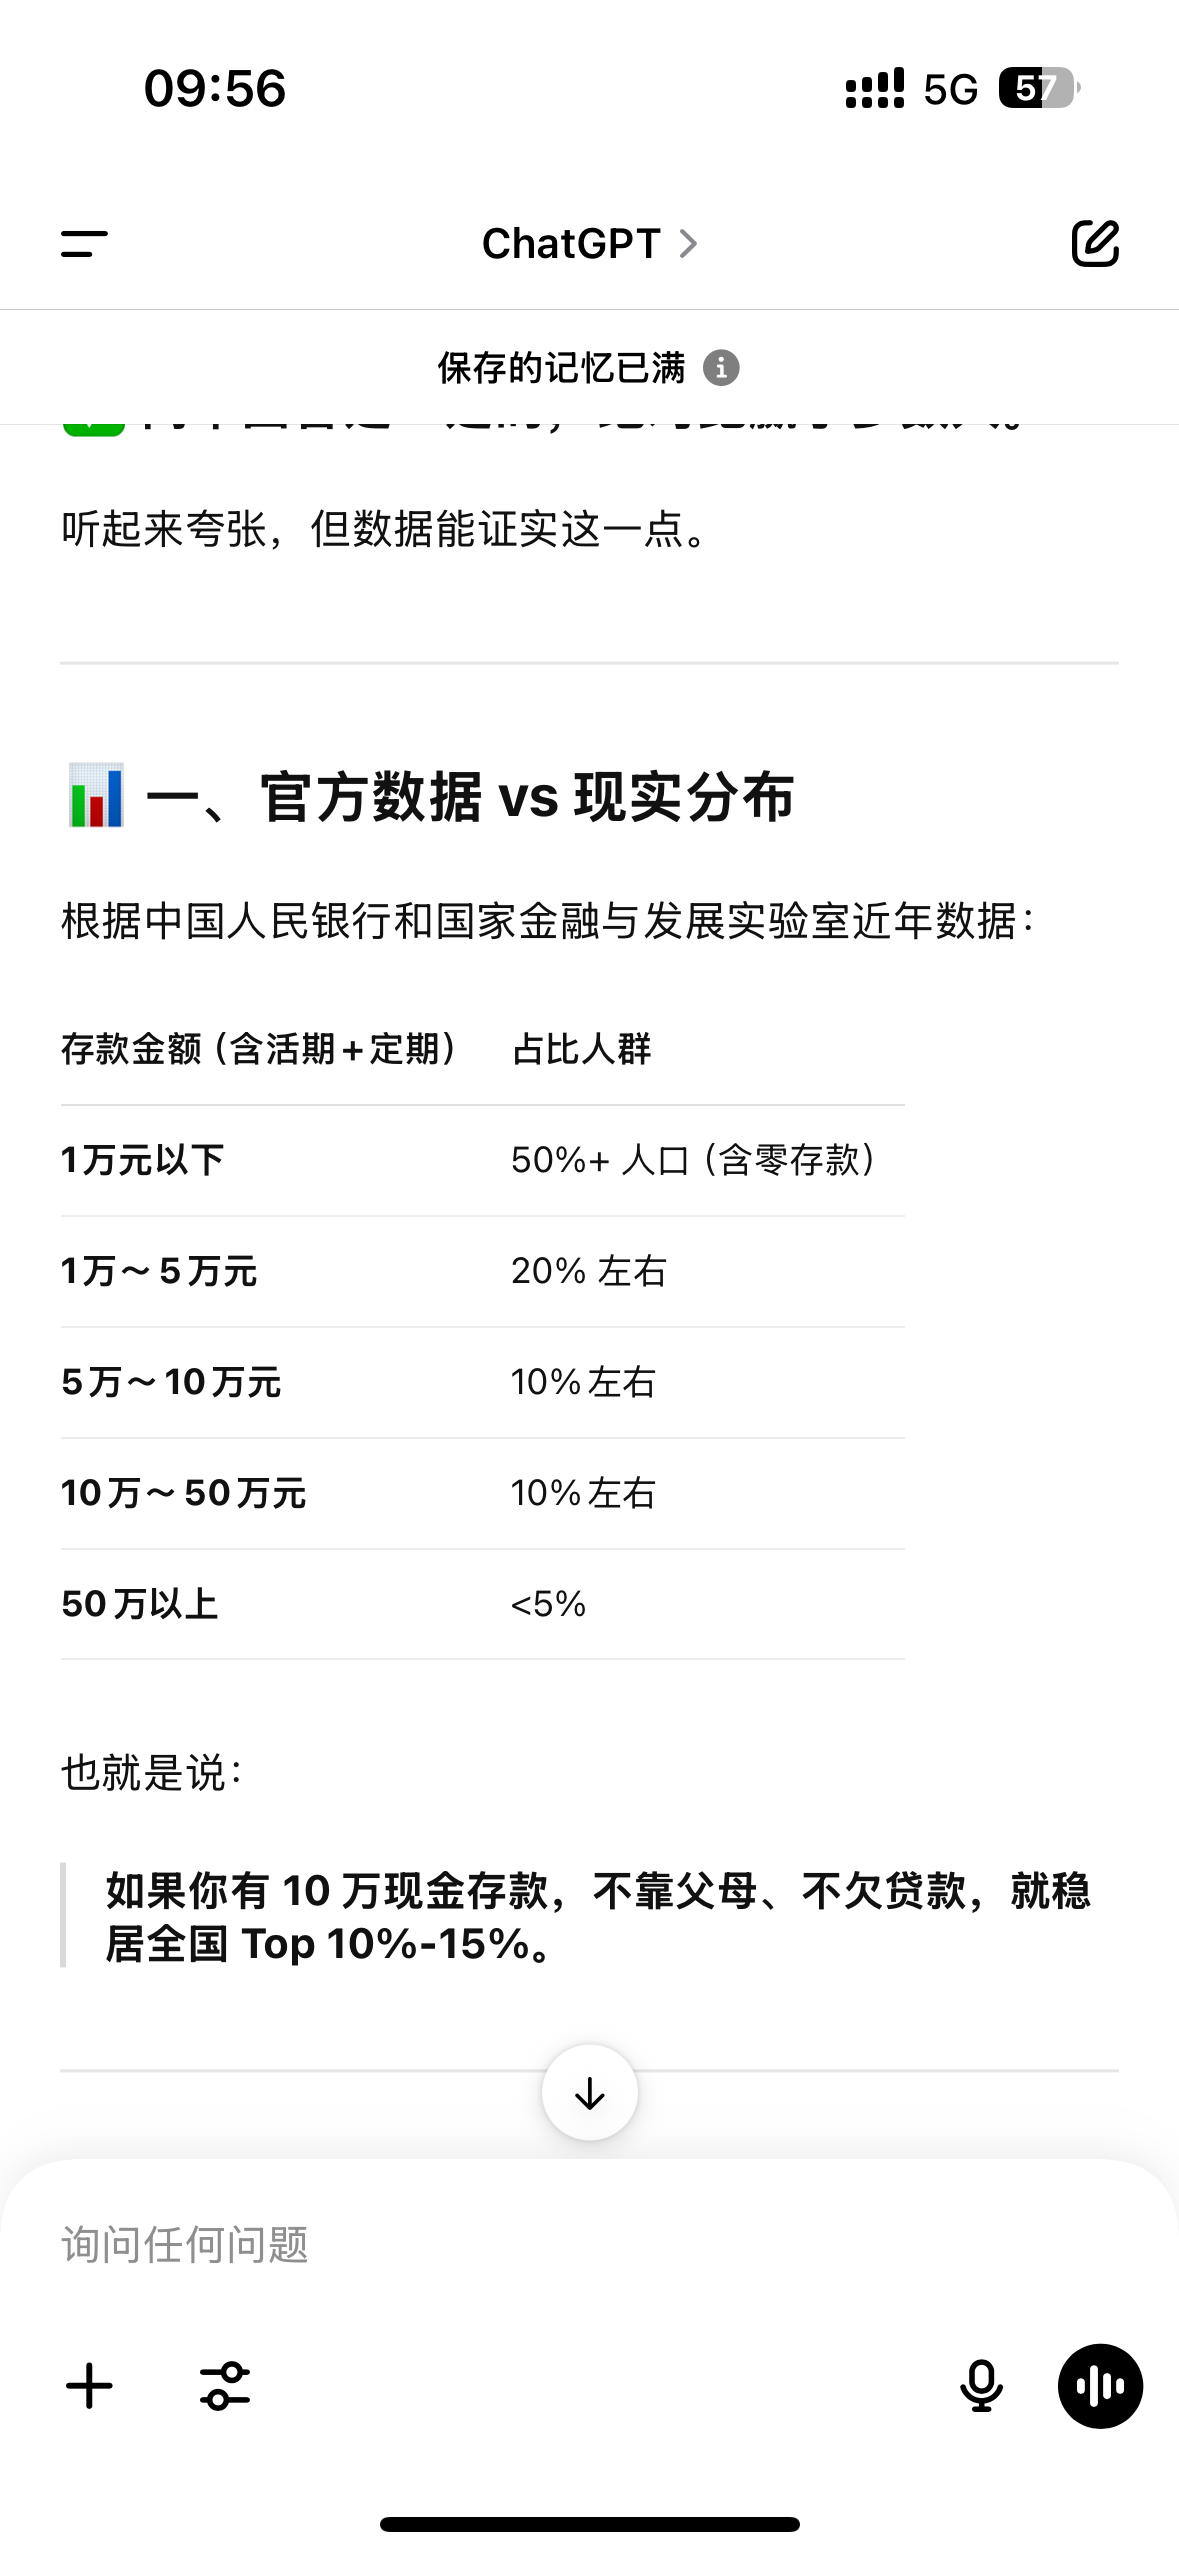 09:56
5G
57
ChatGPT
保存的记忆已满
听起来夸张，但数据能证实这一点。
一、官方数据 vs 现实分布
根据中国人民银行和国家金融与发展实验室近年数据：
存款金额（含活期+定期） 占比人群
1万元以下 50%+ 人口（含零存款）
1万～5万元 20% 左右
5万～10万元 10%左右
10万～50万元 10%左右
50万以上 <5%
也就是说：
如果你有 10 万现金存款，不靠父母、不欠贷款，就稳
居全国 Top 10%-15%。
询问任何问题